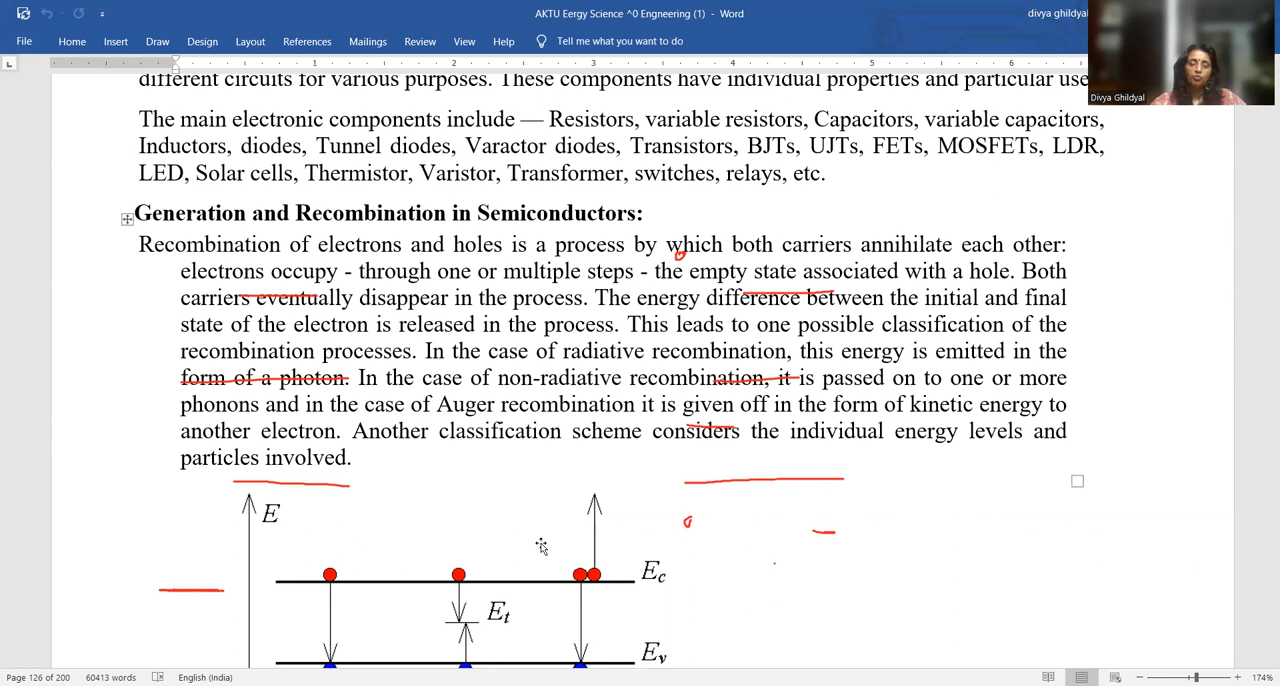 AKTU Eergy Science ^0 Engneering (1) - Word
divya ghildyal
File Home Insert Draw Design Layout References Mailings Review View Help Tell me what you want to do
1 2 3 4 5 6
Divya Ghildyal
different circuits for various purposes. These components have individual properties and particular use
The main electronic components include — Resistors, variable resistors, Capacitors, variable capacitors,
Inductors, diodes, Tunnel diodes, Varactor diodes, Transistors, BJTs, UJTs, FETs, MOSFETs, LDR,
LED, Solar cells, Thermistor, Varistor, Transformer, switches, relays, etc.
Generation and Recombination in Semiconductors:
Recombination of electrons and holes is a process by which both carriers annihilate each other:
electrons occupy - through one or multiple steps - the empty state associated with a hole. Both
carriers eventually disappear in the process. The energy difference between the initial and final
state of the electron is released in the process. This leads to one possible classification of the
recombination processes. In the case of radiative recombination, this energy is emitted in the
form of a photon. In the case of non-radiative recombination, it is passed on to one or more
phonons and in the case of Auger recombination it is given off in the form of kinetic energy to
another electron. Another classification scheme considers the individual energy levels and
particles involved.
E
Ec
Et
Ev
Page 126 of 200 60413 words English (India) 174%